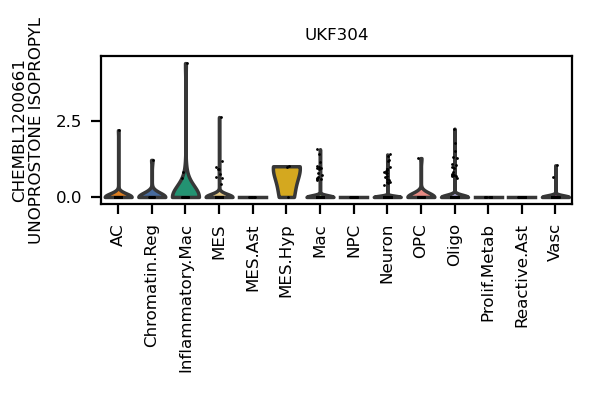 UKF304
CHEMBL1200661
UNOPROSTONE ISOPROPYL
2.5
0.0
AC
Chromatin.Reg
Inflammatory.Mac
MES
MES.Ast
MES.Hyp
Mac
NPC
Neuron
OPC
Oligo
Prolif.Metab
Reactive.Ast
Vasc